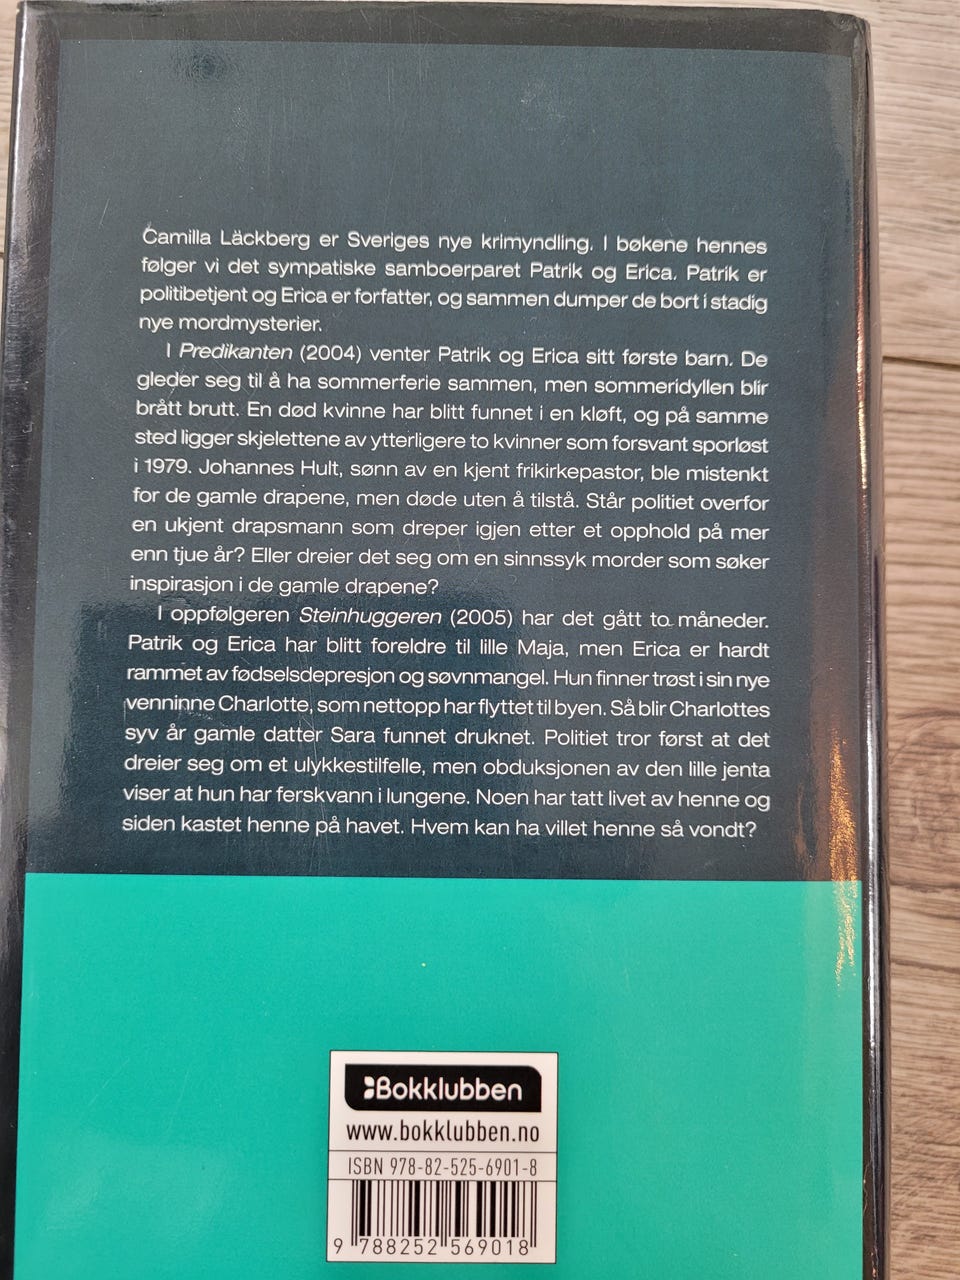 Camilla Läckberg er Sveriges nye krimyndling. I bøkene hennes
følger vi det sympatiske samboerparet Patrik og Erica. Patrik er
politibetjent og Erica er forfatter, og sammen dumper de bort i stadig
nye mordmysterier.
I Predikanten (2004) venter Patrik og Erica sitt første barn. De
gleder seg til å ha sommerferie sammen, men sommeridyllen blir
brått brutt. En død kvinne har blitt funnet i en kløft, og på samme
sted ligger skjelettene av ytterligere to kvinner som forsvant sporløst
i 1979. Johannes Hult, sønn av en kjent frikirkepastor, ble mistenkt
for de gamle drapene, men døde uten å tilstå. Står politiet overfor
en ukjent drapsmann som dreper igjen etter et opphold på mer
enn tjue år? Eller dreier det seg om en sinnssyk morder som søker
inspirasjon i de gamle drapene?
I oppfølgeren Steinhuggeren (2005) har det gått to måneder.
Patrik og Erica har blitt foreldre til lille Maja, men Erica er hardt
rammet av fødselsdepresjon og søvnmangel. Hun finner trøst i sin nye
venninne Charlotte, som nettopp har flyttet til byen. Så blir Charlottes
syv år gamle datter Sara funnet druknet. Politiet tror først at det
dreier seg om et ulykkestilfelle, men obduksjonen av den lille jenta
viser at hun har ferskvann i lungene. Noen har tatt livet av henne og
siden kastet henne på havet. Hvem kan ha villet henne så vondt?
Bokklubben
www.bokklubben.no
ISBN 978-82-525-6901-8
9 788252 569018